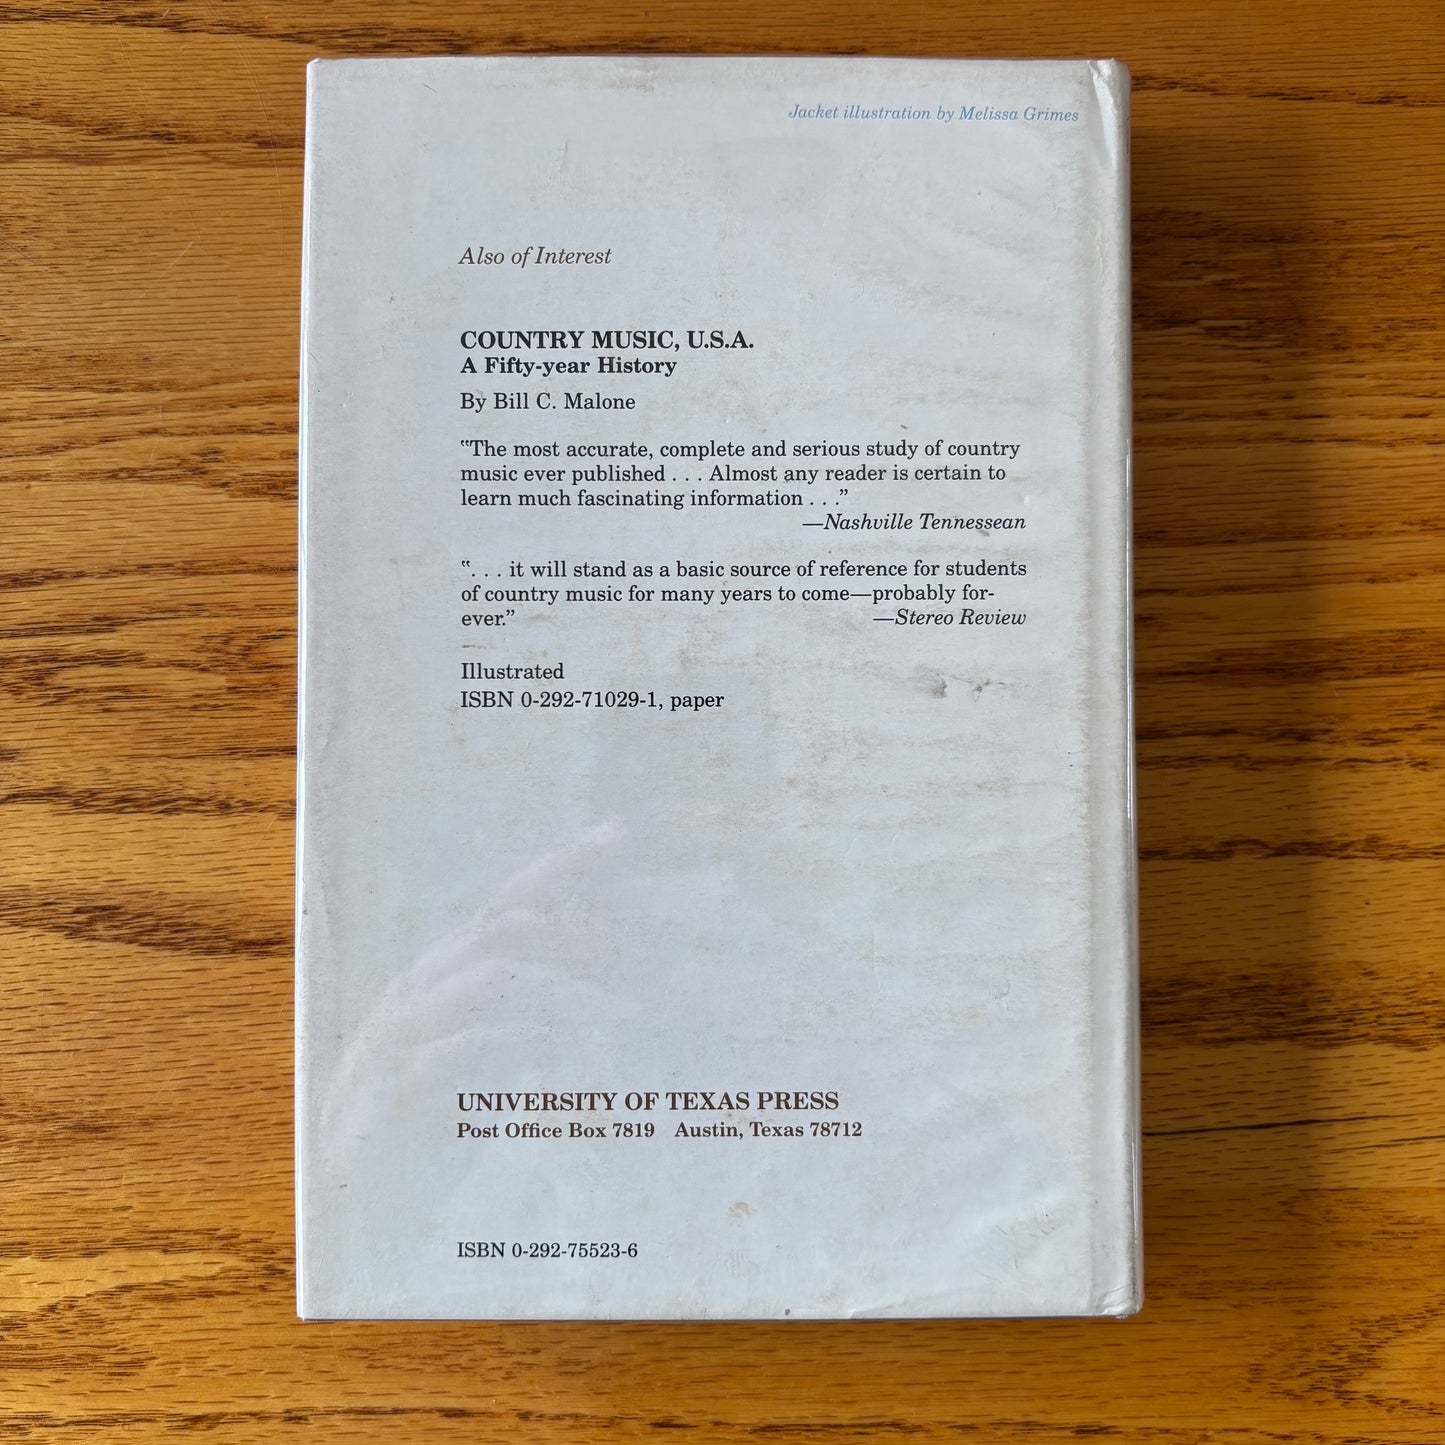 Jacket illustration by Melissa Grimes
Also of Interest
COUNTRY MUSIC, U.S.A.
A Fifty-year History
By Bill C. Malone
“The most accurate, complete and serious study of country
music ever published . . . Almost any reader is certain to
learn much fascinating information . . .”
—Nashville Tennessean
“. . . it will stand as a basic source of reference for students
of country music for many years to come—probably for-
ever.” —Stereo Review
Illustrated
ISBN 0-292-71029-1, paper
UNIVERSITY OF TEXAS PRESS
Post Office Box 7819 Austin, Texas 78712
ISBN 0-292-75523-6